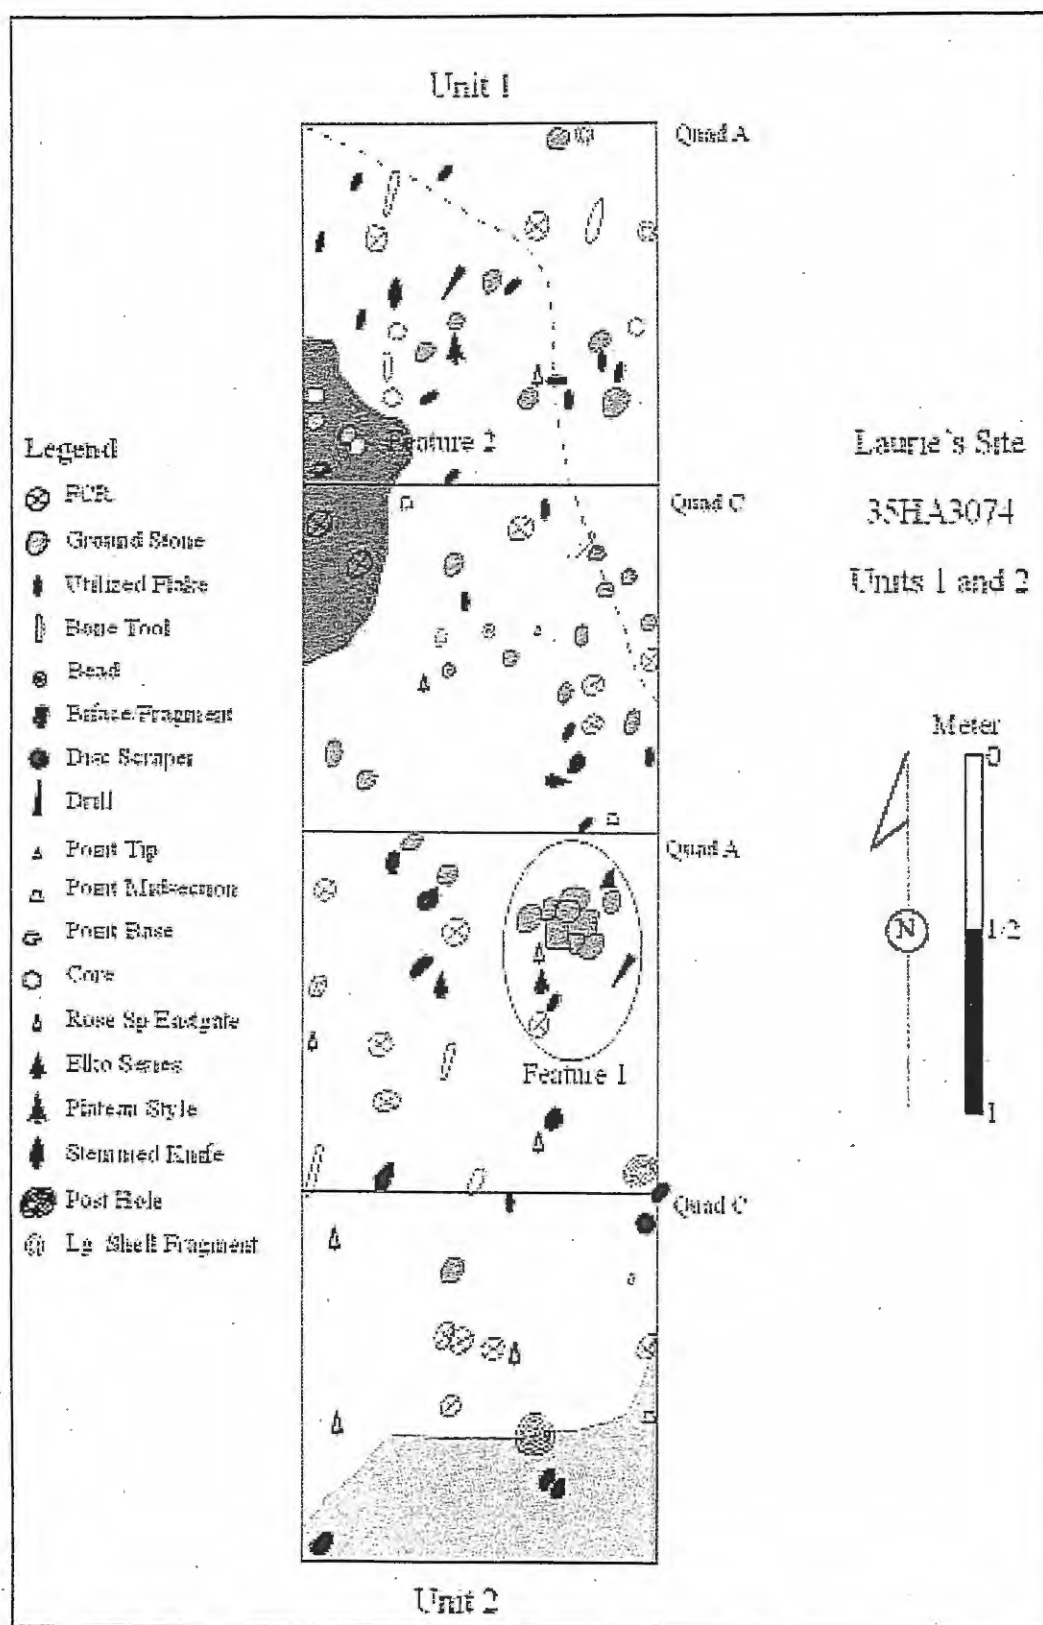 Unit 1
Quad A
Feature 2
Quad C
Quad A
Feature 1
Quad C
Unit 2
Legend
FCR
Ground Stone
Utilized Flake
Bone Tool
Bead
Biface/Fragment
Disc Scraper
Drill
Point Tip
Point Midsection
Point Base
Core
Rose Sp Eastgate
Elko Series
Plateau Style
Stemmed Knife
Post Hole
Lg Shell Fragment
Laurie's Site
35HA3074
Units 1 and 2
Meter
0
1/2
1
N